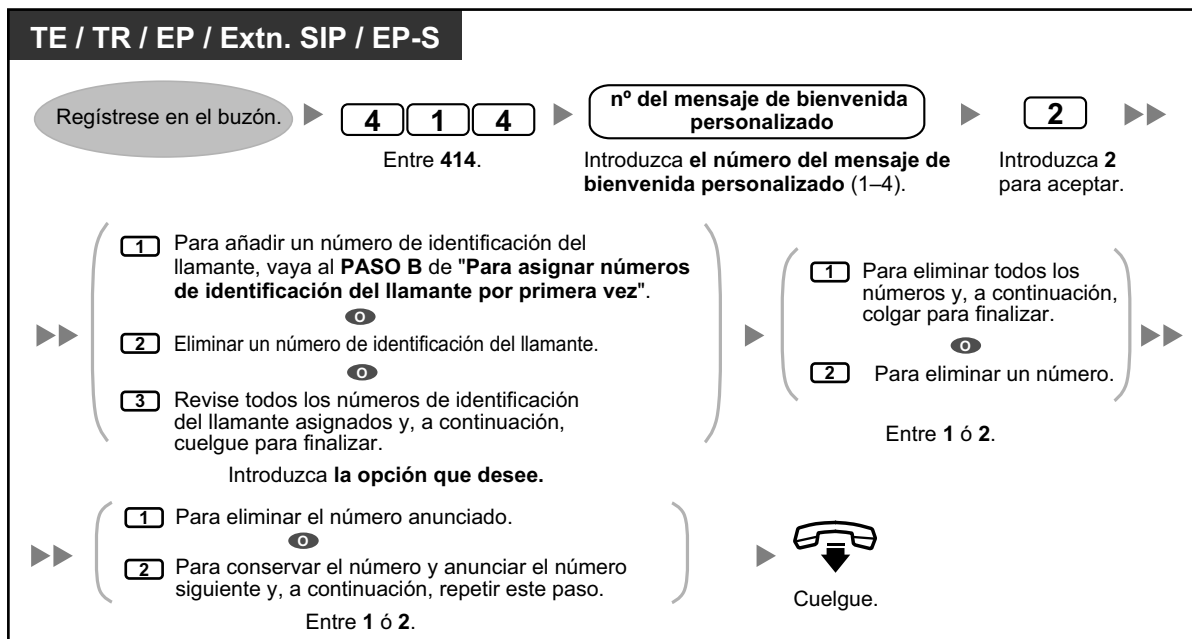 TE / TR / EP / Extn. SIP / EP-S
Regístrese en el buzón.
4 1 4
Entre 414.
nº del mensaje de bienvenida
personalizado
Introduzca el número del mensaje de
bienvenida personalizado (1–4).
2
Introduzca 2
para aceptar.
1 Para añadir un número de identificación del
llamante, vaya al PASO B de "Para asignar números
de identificación del llamante por primera vez".
O
2 Eliminar un número de identificación del llamante.
O
3 Revise todos los números de identificación
del llamante asignados y, a continuación,
cuelgue para finalizar.
Introduzca la opción que desee.
1 Para eliminar todos los
números y, a continuación,
colgar para finalizar.
O
2 Para eliminar un número.
Entre 1 ó 2.
1 Para eliminar el número anunciado.
O
2 Para conservar el número y anunciar el número
siguiente y, a continuación, repetir este paso.
Entre 1 ó 2.
Cuelgue.